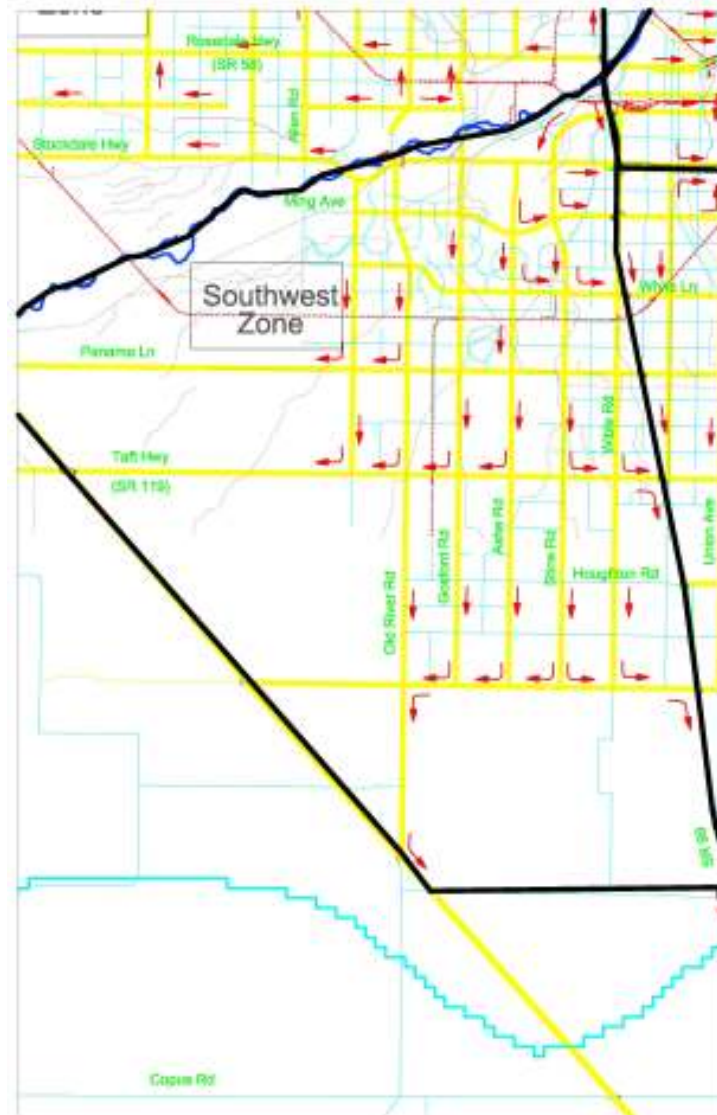 Zone
Rosedale Hwy
(SR 58)
Allen Rd
Stockdale Hwy
Ming Ave
Southwest
Zone
White Ln
Panama Ln
Wible Rd
Taft Hwy
(SR 119)
Union Ave
Ashe Rd
Gosford Rd
Stine Rd
Houghton Rd
Old River Rd
SR 99
Copus Rd